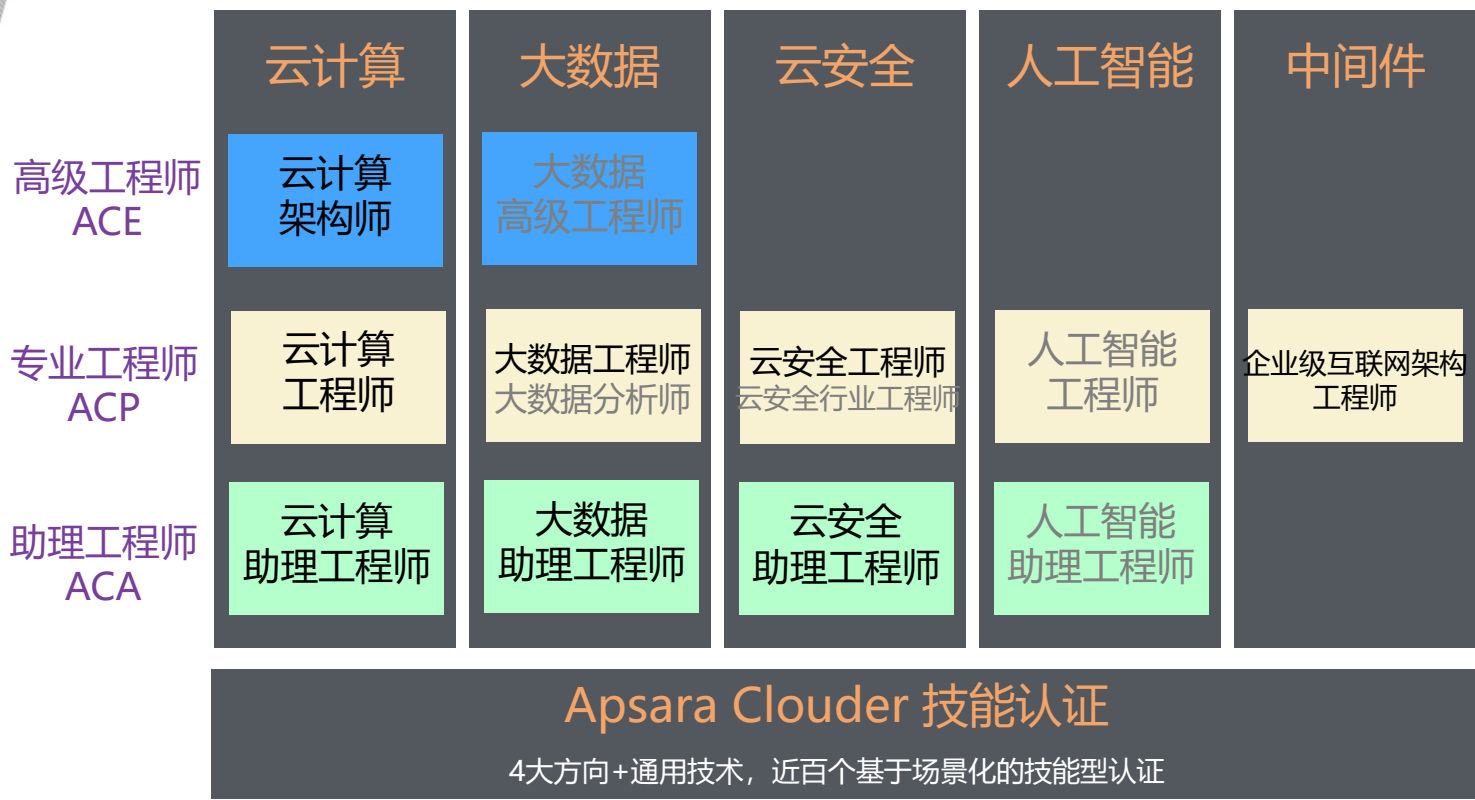 云计算
大数据
云安全
人工智能
中间件
高级工程师
ACE
云计算
架构师
大数据
高级工程师
专业工程师
ACP
云计算
工程师
大数据工程师
大数据分析师
云安全工程师
云安全行业工程师
人工智能
工程师
企业级互联网架构
工程师
助理工程师
ACA
云计算
助理工程师
大数据
助理工程师
云安全
助理工程师
人工智能
助理工程师
Apsara Clouder 技能认证
4大方向+通用技术，近百个基于场景化的技能型认证